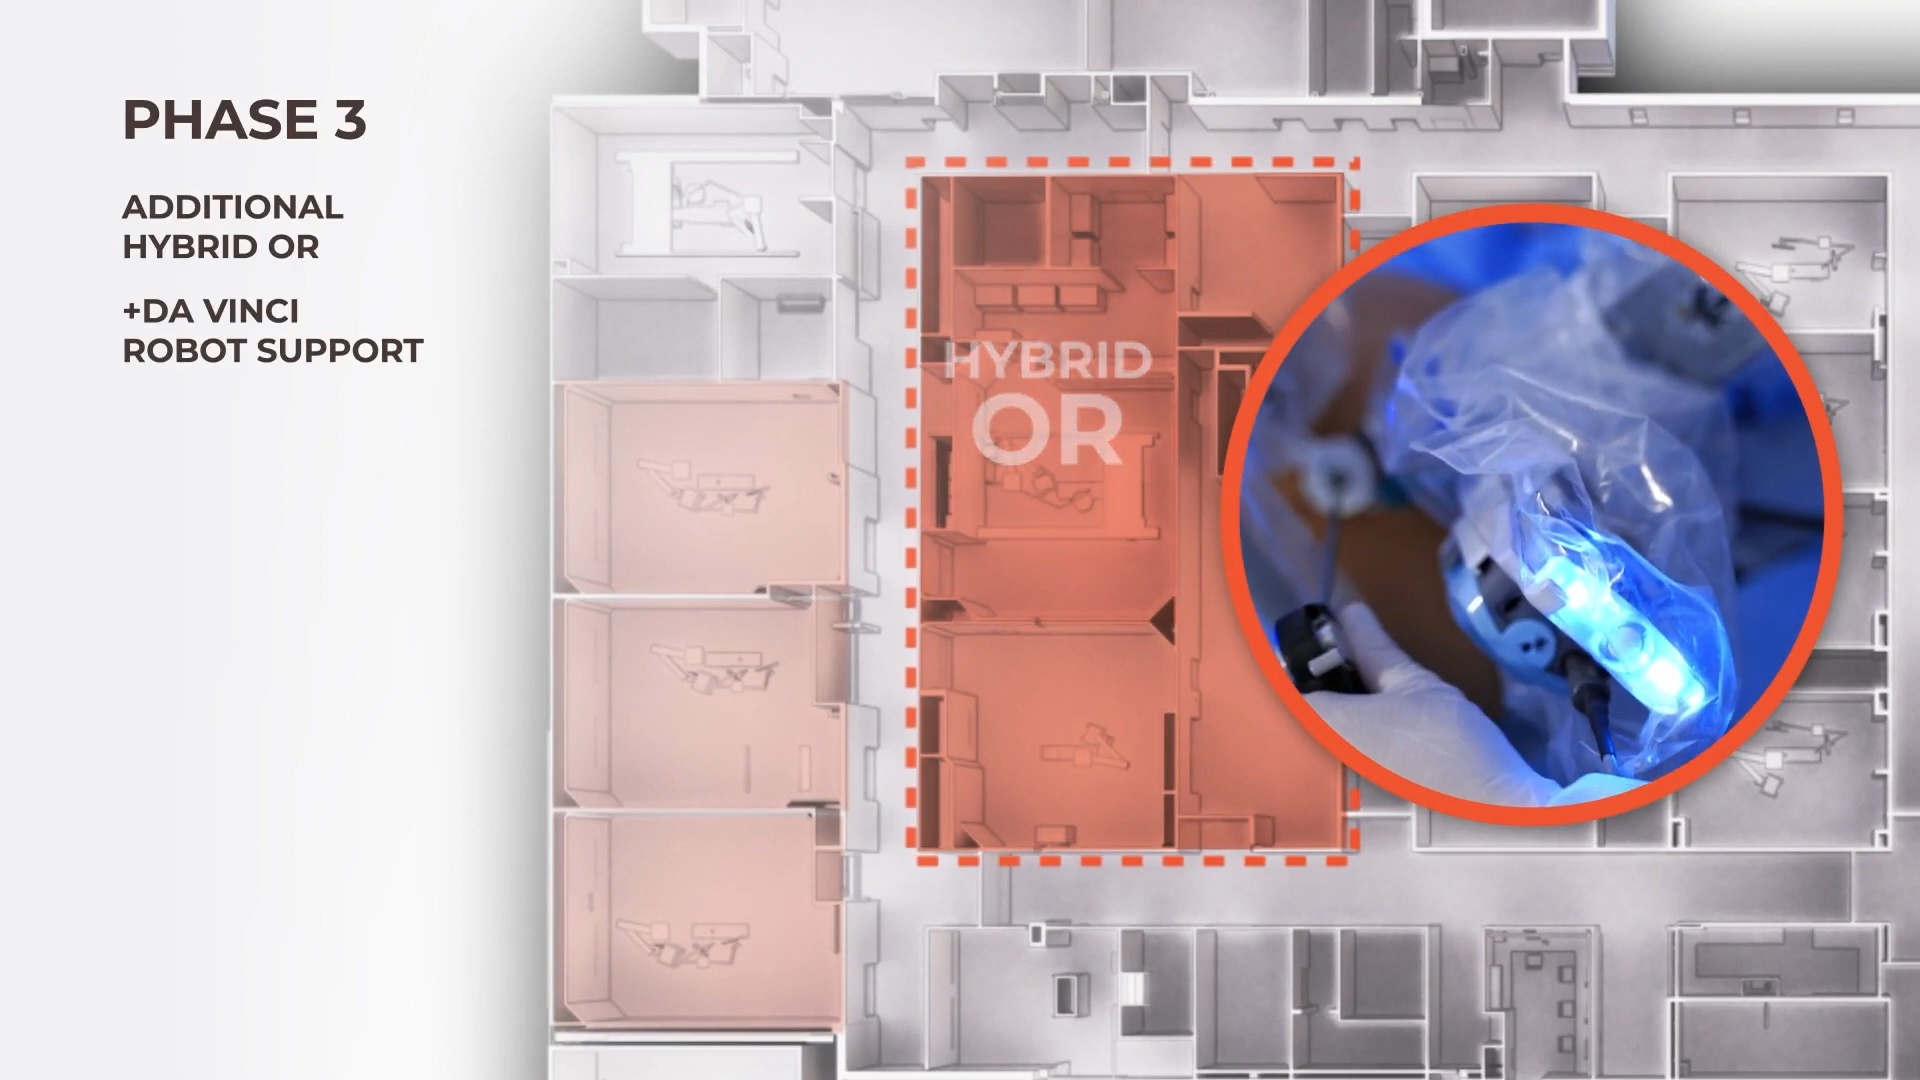 PHASE 3
ADDITIONAL
HYBRID OR
+DA VINCI
ROBOT SUPPORT
HYBRID
OR